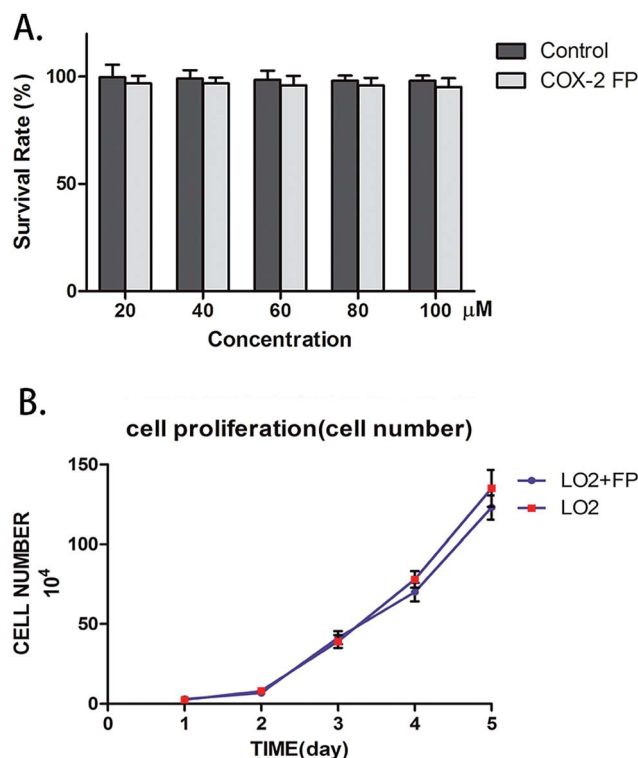 A.
Control
COX-2 FP
Survival Rate (%)
100
50
0
20 40 60 80 100 μM
Concentration
B.
cell proliferation(cell number)
LO2+FP
LO2
CELL NUMBER
10⁴
150
100
50
0
0 1 2 3 4 5
TIME(day)